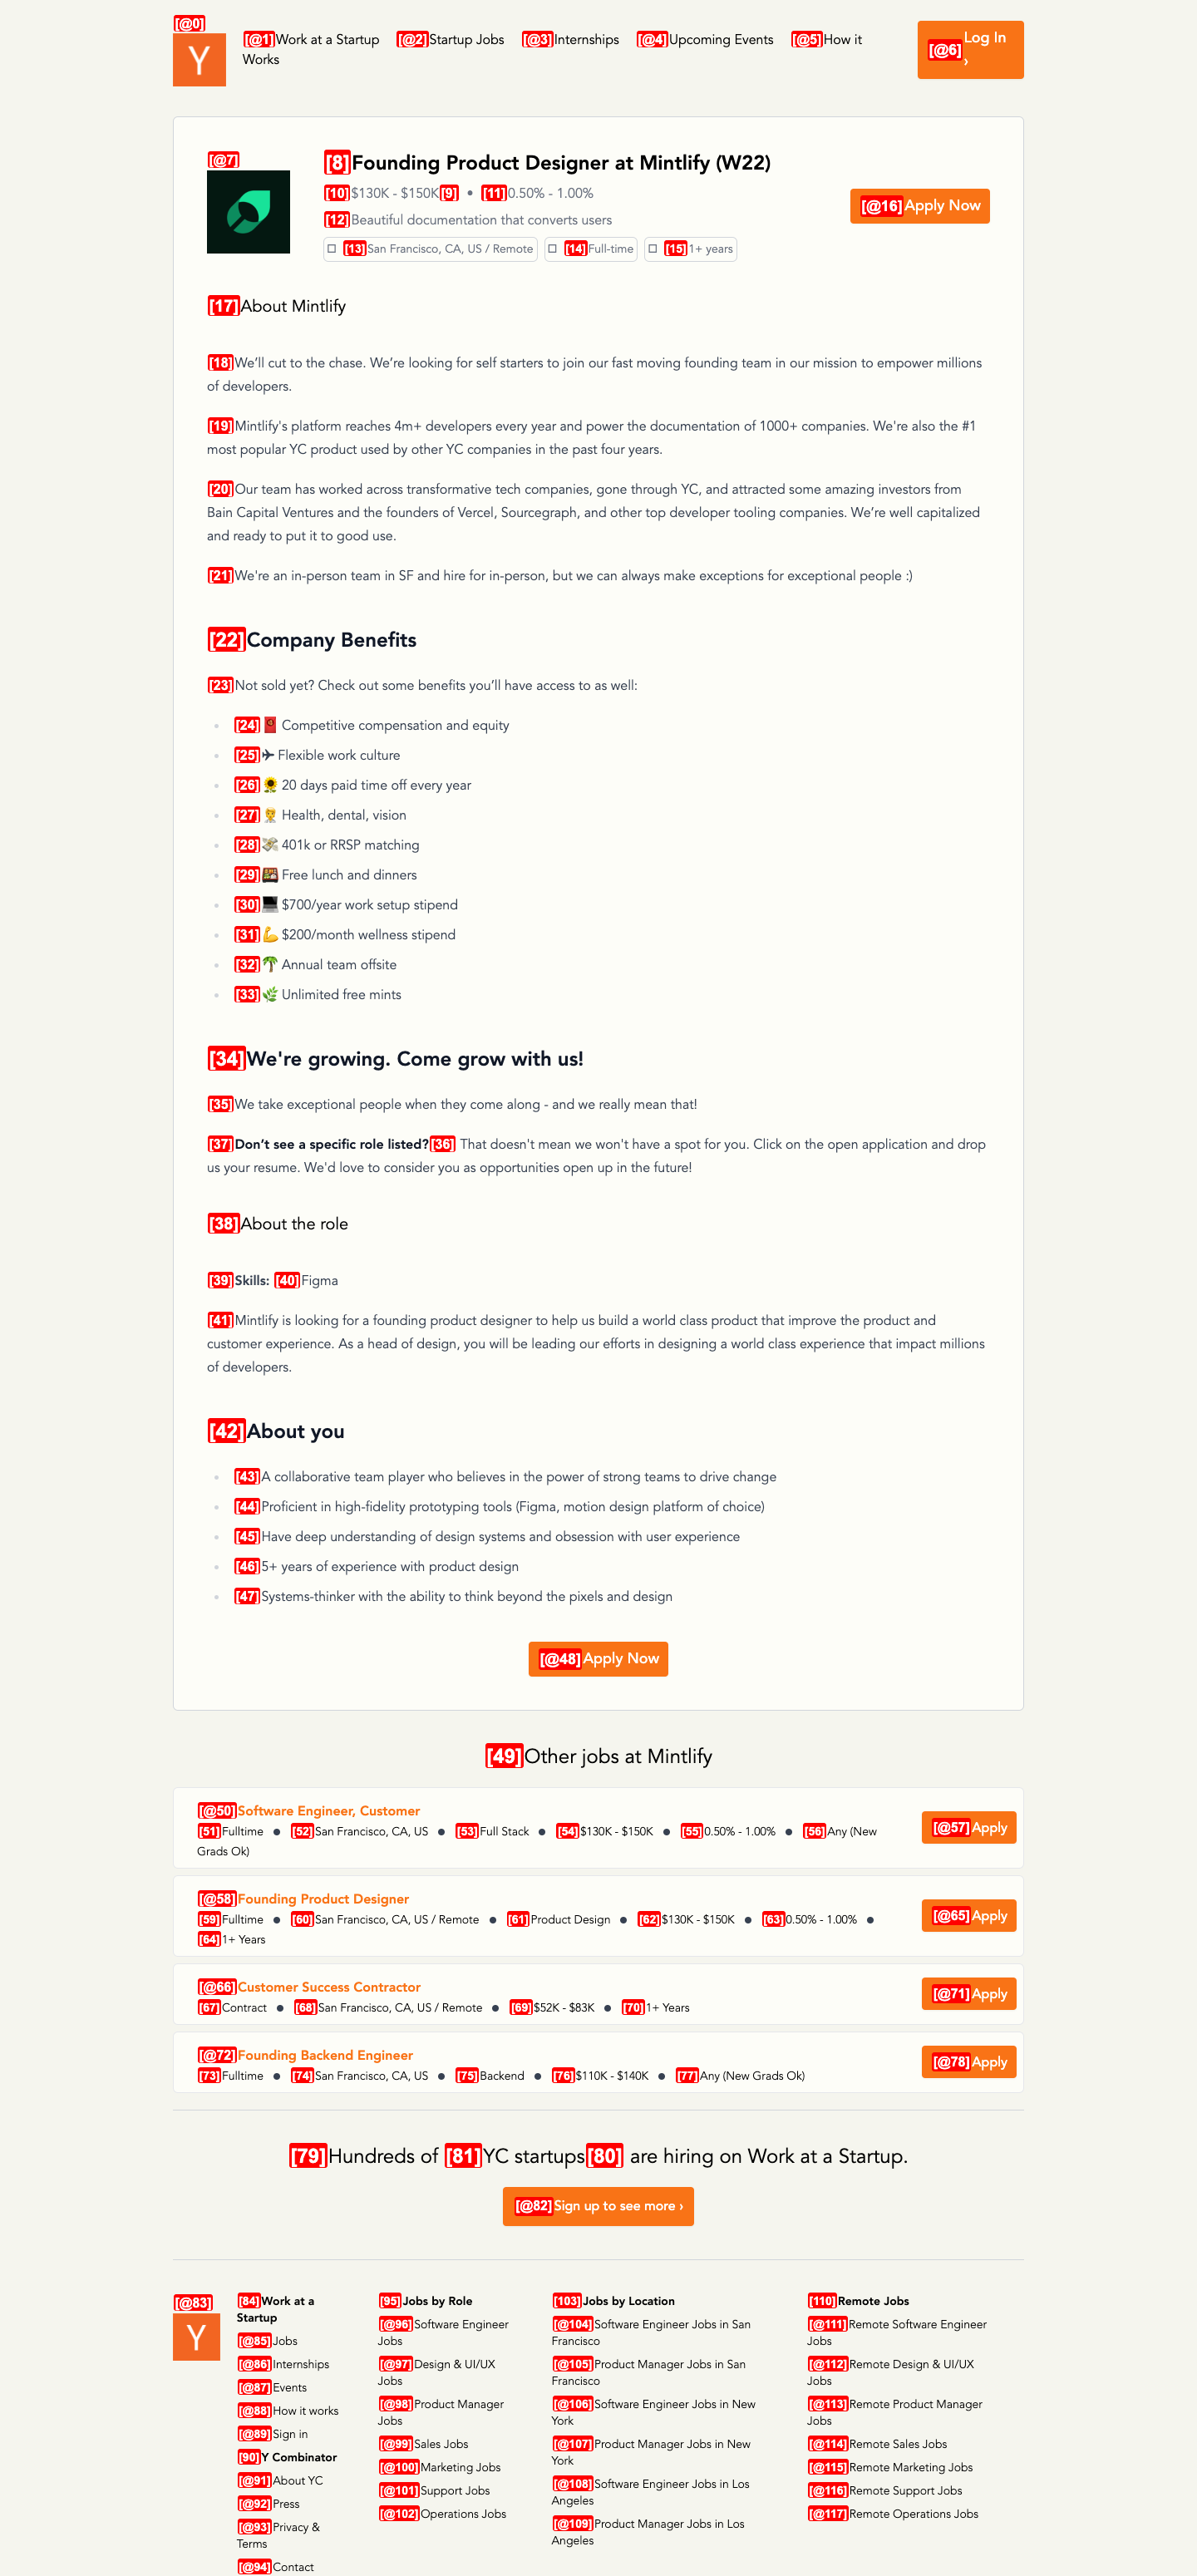 [@0]
Y
[@1]Work at a Startup [@2]Startup Jobs [@3]Internships [@4]Upcoming Events [@5]How it
Works
[@6]Log In
›
[@7]
[8]Founding Product Designer at Mintlify (W22)
[10]$130K - $150K[9] • [11]0.50% - 1.00%
[12]Beautiful documentation that converts users
[13]San Francisco, CA, US / Remote [14]Full-time [15]1+ years
[@16]Apply Now
[17]About Mintlify
[18]We’ll cut to the chase. We’re looking for self starters to join our fast moving founding team in our mission to empower millions
of developers.
[19]Mintlify's platform reaches 4m+ developers every year and power the documentation of 1000+ companies. We're also the #1
most popular YC product used by other YC companies in the past four years.
[20]Our team has worked across transformative tech companies, gone through YC, and attracted some amazing investors from
Bain Capital Ventures and the founders of Vercel, Sourcegraph, and other top developer tooling companies. We’re well capitalized
and ready to put it to good use.
[21]We're an in-person team in SF and hire for in-person, but we can always make exceptions for exceptional people :)
[22]Company Benefits
[23]Not sold yet? Check out some benefits you’ll have access to as well:
[24]🧧 Competitive compensation and equity
[25]✈ Flexible work culture
[26]🌻 20 days paid time off every year
[27]🧑‍⚕️ Health, dental, vision
[28]💸 401k or RRSP matching
[29]🍱 Free lunch and dinners
[30]💻 $700/year work setup stipend
[31]💪 $200/month wellness stipend
[32]🌴 Annual team offsite
[33]🌿 Unlimited free mints
[34]We're growing. Come grow with us!
[35]We take exceptional people when they come along - and we really mean that!
[37]Don’t see a specific role listed?[36] That doesn't mean we won't have a spot for you. Click on the open application and drop
us your resume. We'd love to consider you as opportunities open up in the future!
[38]About the role
[39]Skills: [40]Figma
[41]Mintlify is looking for a founding product designer to help us build a world class product that improve the product and
customer experience. As a head of design, you will be leading our efforts in designing a world class experience that impact millions
of developers.
[42]About you
[43]A collaborative team player who believes in the power of strong teams to drive change
[44]Proficient in high-fidelity prototyping tools (Figma, motion design platform of choice)
[45]Have deep understanding of design systems and obsession with user experience
[46]5+ years of experience with product design
[47]Systems-thinker with the ability to think beyond the pixels and design
[@48]Apply Now
[49]Other jobs at Mintlify
[@50]Software Engineer, Customer
[51]Fulltime ● [52]San Francisco, CA, US ● [53]Full Stack ● [54]$130K - $150K ● [55]0.50% - 1.00% ● [56]Any (New
Grads Ok)
[@57]Apply
[@58]Founding Product Designer
[59]Fulltime ● [60]San Francisco, CA, US / Remote ● [61]Product Design ● [62]$130K - $150K ● [63]0.50% - 1.00% ●
[64]1+ Years
[@65]Apply
[@66]Customer Success Contractor
[67]Contract ● [68]San Francisco, CA, US / Remote ● [69]$52K - $83K ● [70]1+ Years
[@71]Apply
[@72]Founding Backend Engineer
[73]Fulltime ● [74]San Francisco, CA, US ● [75]Backend ● [76]$110K - $140K ● [77]Any (New Grads Ok)
[@78]Apply
[79]Hundreds of [81]YC startups[80] are hiring on Work at a Startup.
[@82]Sign up to see more ›
[@83]
Y
[84]Work at a
Startup
[@85]Jobs
[@86]Internships
[@87]Events
[@88]How it works
[@89]Sign in
[90]Y Combinator
[@91]About YC
[@92]Press
[@93]Privacy &
Terms
[@94]Contact
[95]Jobs by Role
[@96]Software Engineer
Jobs
[@97]Design & UI/UX
Jobs
[@98]Product Manager
Jobs
[@99]Sales Jobs
[@100]Marketing Jobs
[@101]Support Jobs
[@102]Operations Jobs
[103]Jobs by Location
[@104]Software Engineer Jobs in San
Francisco
[@105]Product Manager Jobs in San
Francisco
[@106]Software Engineer Jobs in New
York
[@107]Product Manager Jobs in New
York
[@108]Software Engineer Jobs in Los
Angeles
[@109]Product Manager Jobs in Los
Angeles
[110]Remote Jobs
[@111]Remote Software Engineer
Jobs
[@112]Remote Design & UI/UX
Jobs
[@113]Remote Product Manager
Jobs
[@114]Remote Sales Jobs
[@115]Remote Marketing Jobs
[@116]Remote Support Jobs
[@117]Remote Operations Jobs